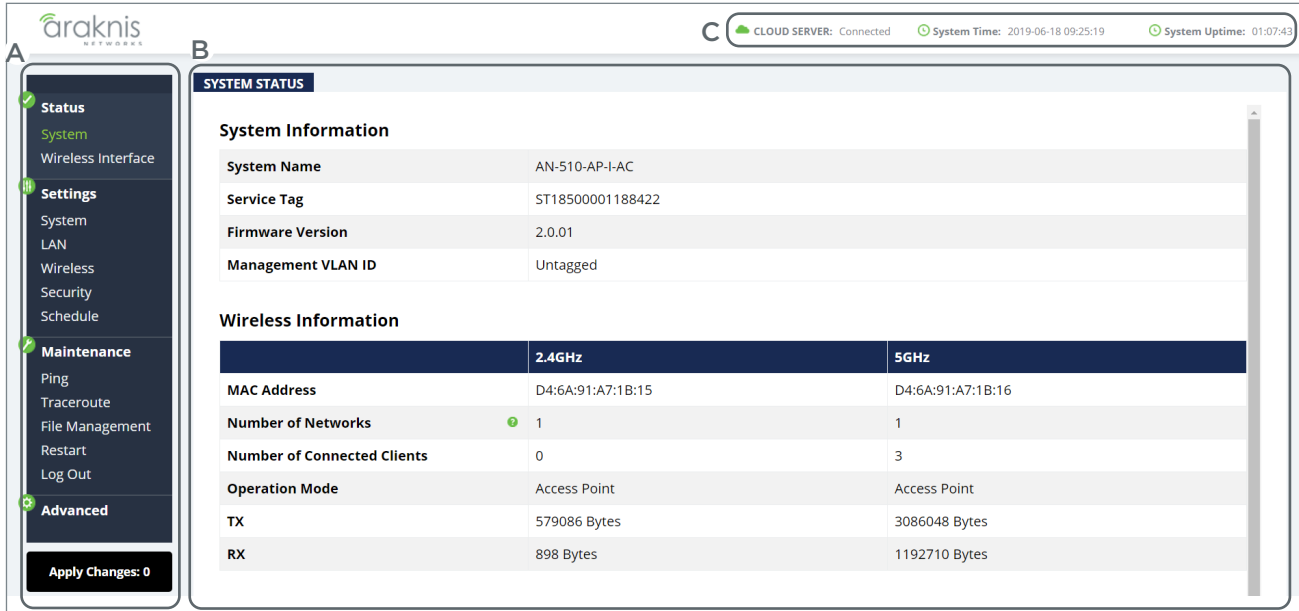 araknis
NETWORKS
C
CLOUD SERVER: Connected System Time: 2019-06-18 09:25:19 System Uptime: 01:07:43
A
B
Status
System
Wireless Interface
Settings
System
LAN
Wireless
Security
Schedule
Maintenance
Ping
Traceroute
File Management
Restart
Log Out
Advanced
Apply Changes: 0
SYSTEM STATUS
System Information
System Name AN-510-AP-I-AC
Service Tag ST18500001188422
Firmware Version 2.0.01
Management VLAN ID Untagged
Wireless Information
2.4GHz 5GHz
MAC Address D4:6A:91:A7:1B:15 D4:6A:91:A7:1B:16
Number of Networks ? 1 1
Number of Connected Clients 0 3
Operation Mode Access Point Access Point
TX 579086 Bytes 3086048 Bytes
RX 898 Bytes 1192710 Bytes